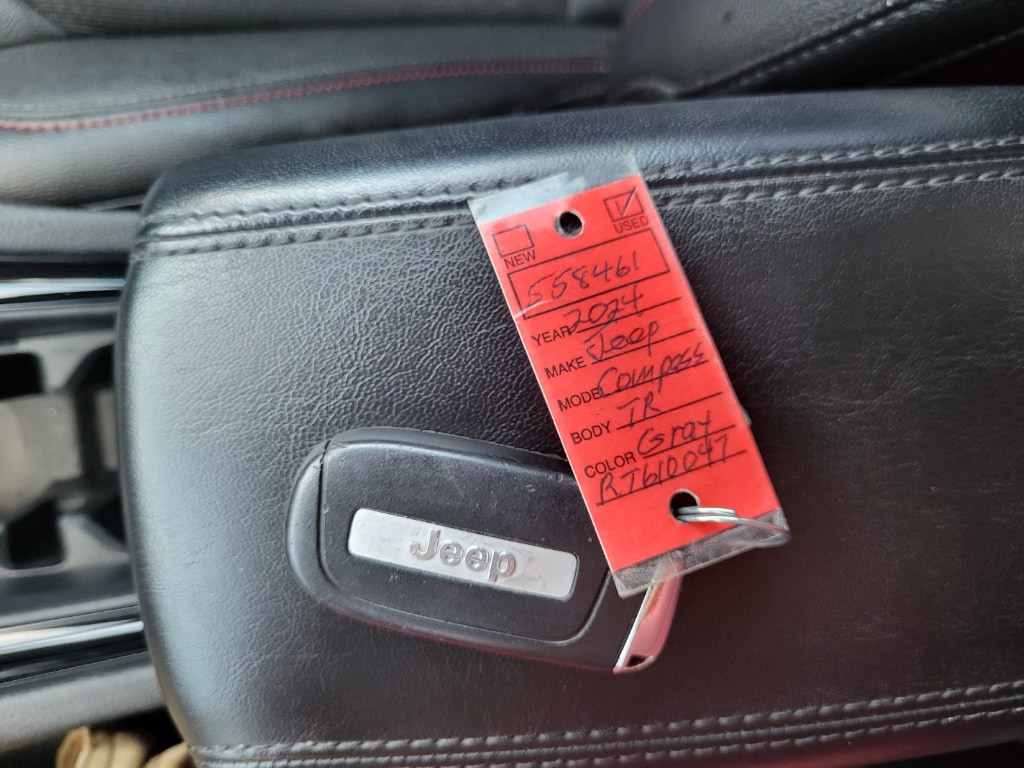 NEW USED
558461
YEAR 2024
MAKE Jeep
MODEL Compass
BODY TR
COLOR Gray
RT610047
Jeep